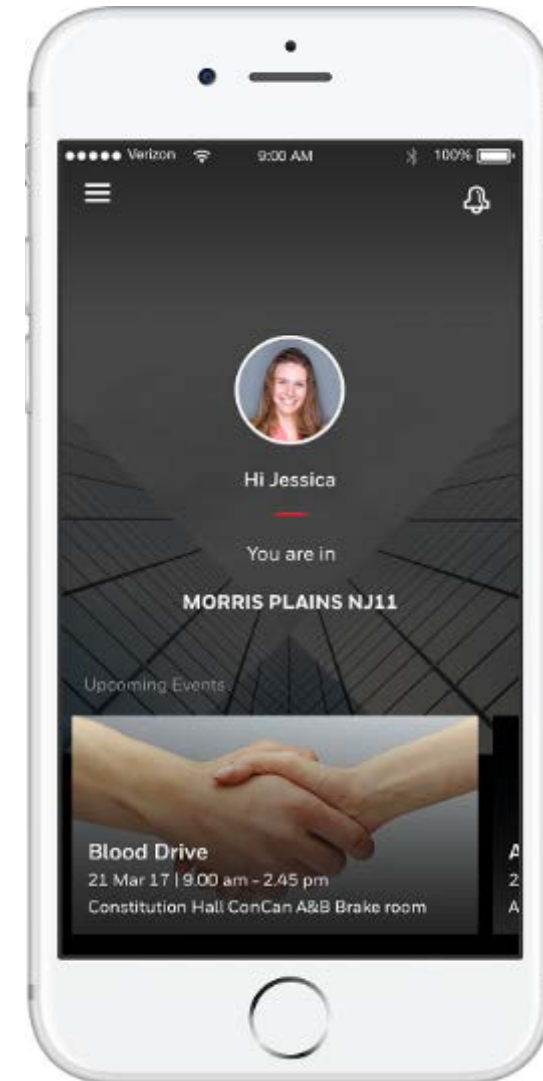 Verizon 9:00 AM 100%
Hi Jessica
You are in
MORRIS PLAINS NJ11
Upcoming Events
Blood Drive
21 Mar 17 | 9.00 am - 2.45 pm
Constitution Hall ConCan A&B Brake room
A
2
A